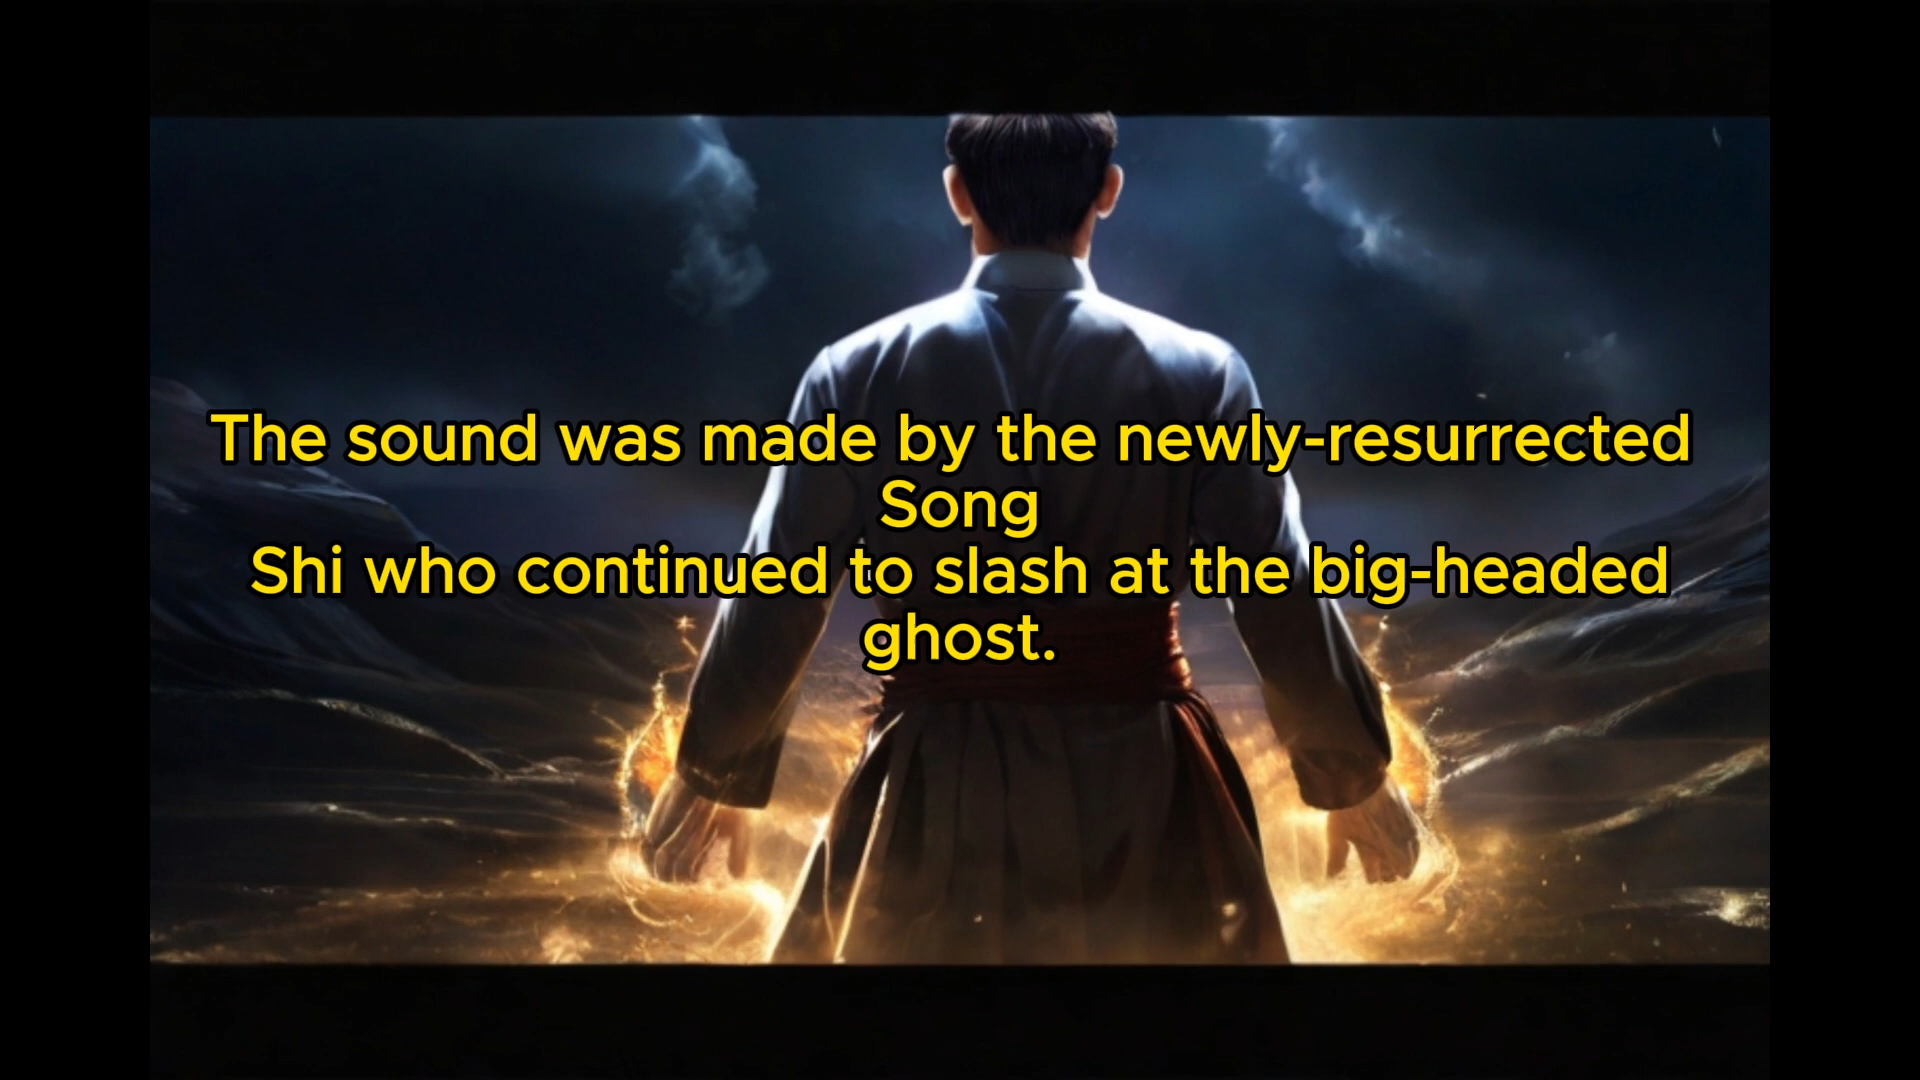 The sound was made by the newly-resurrected
Song
Shi who continued to slash at the big-headed
ghost.